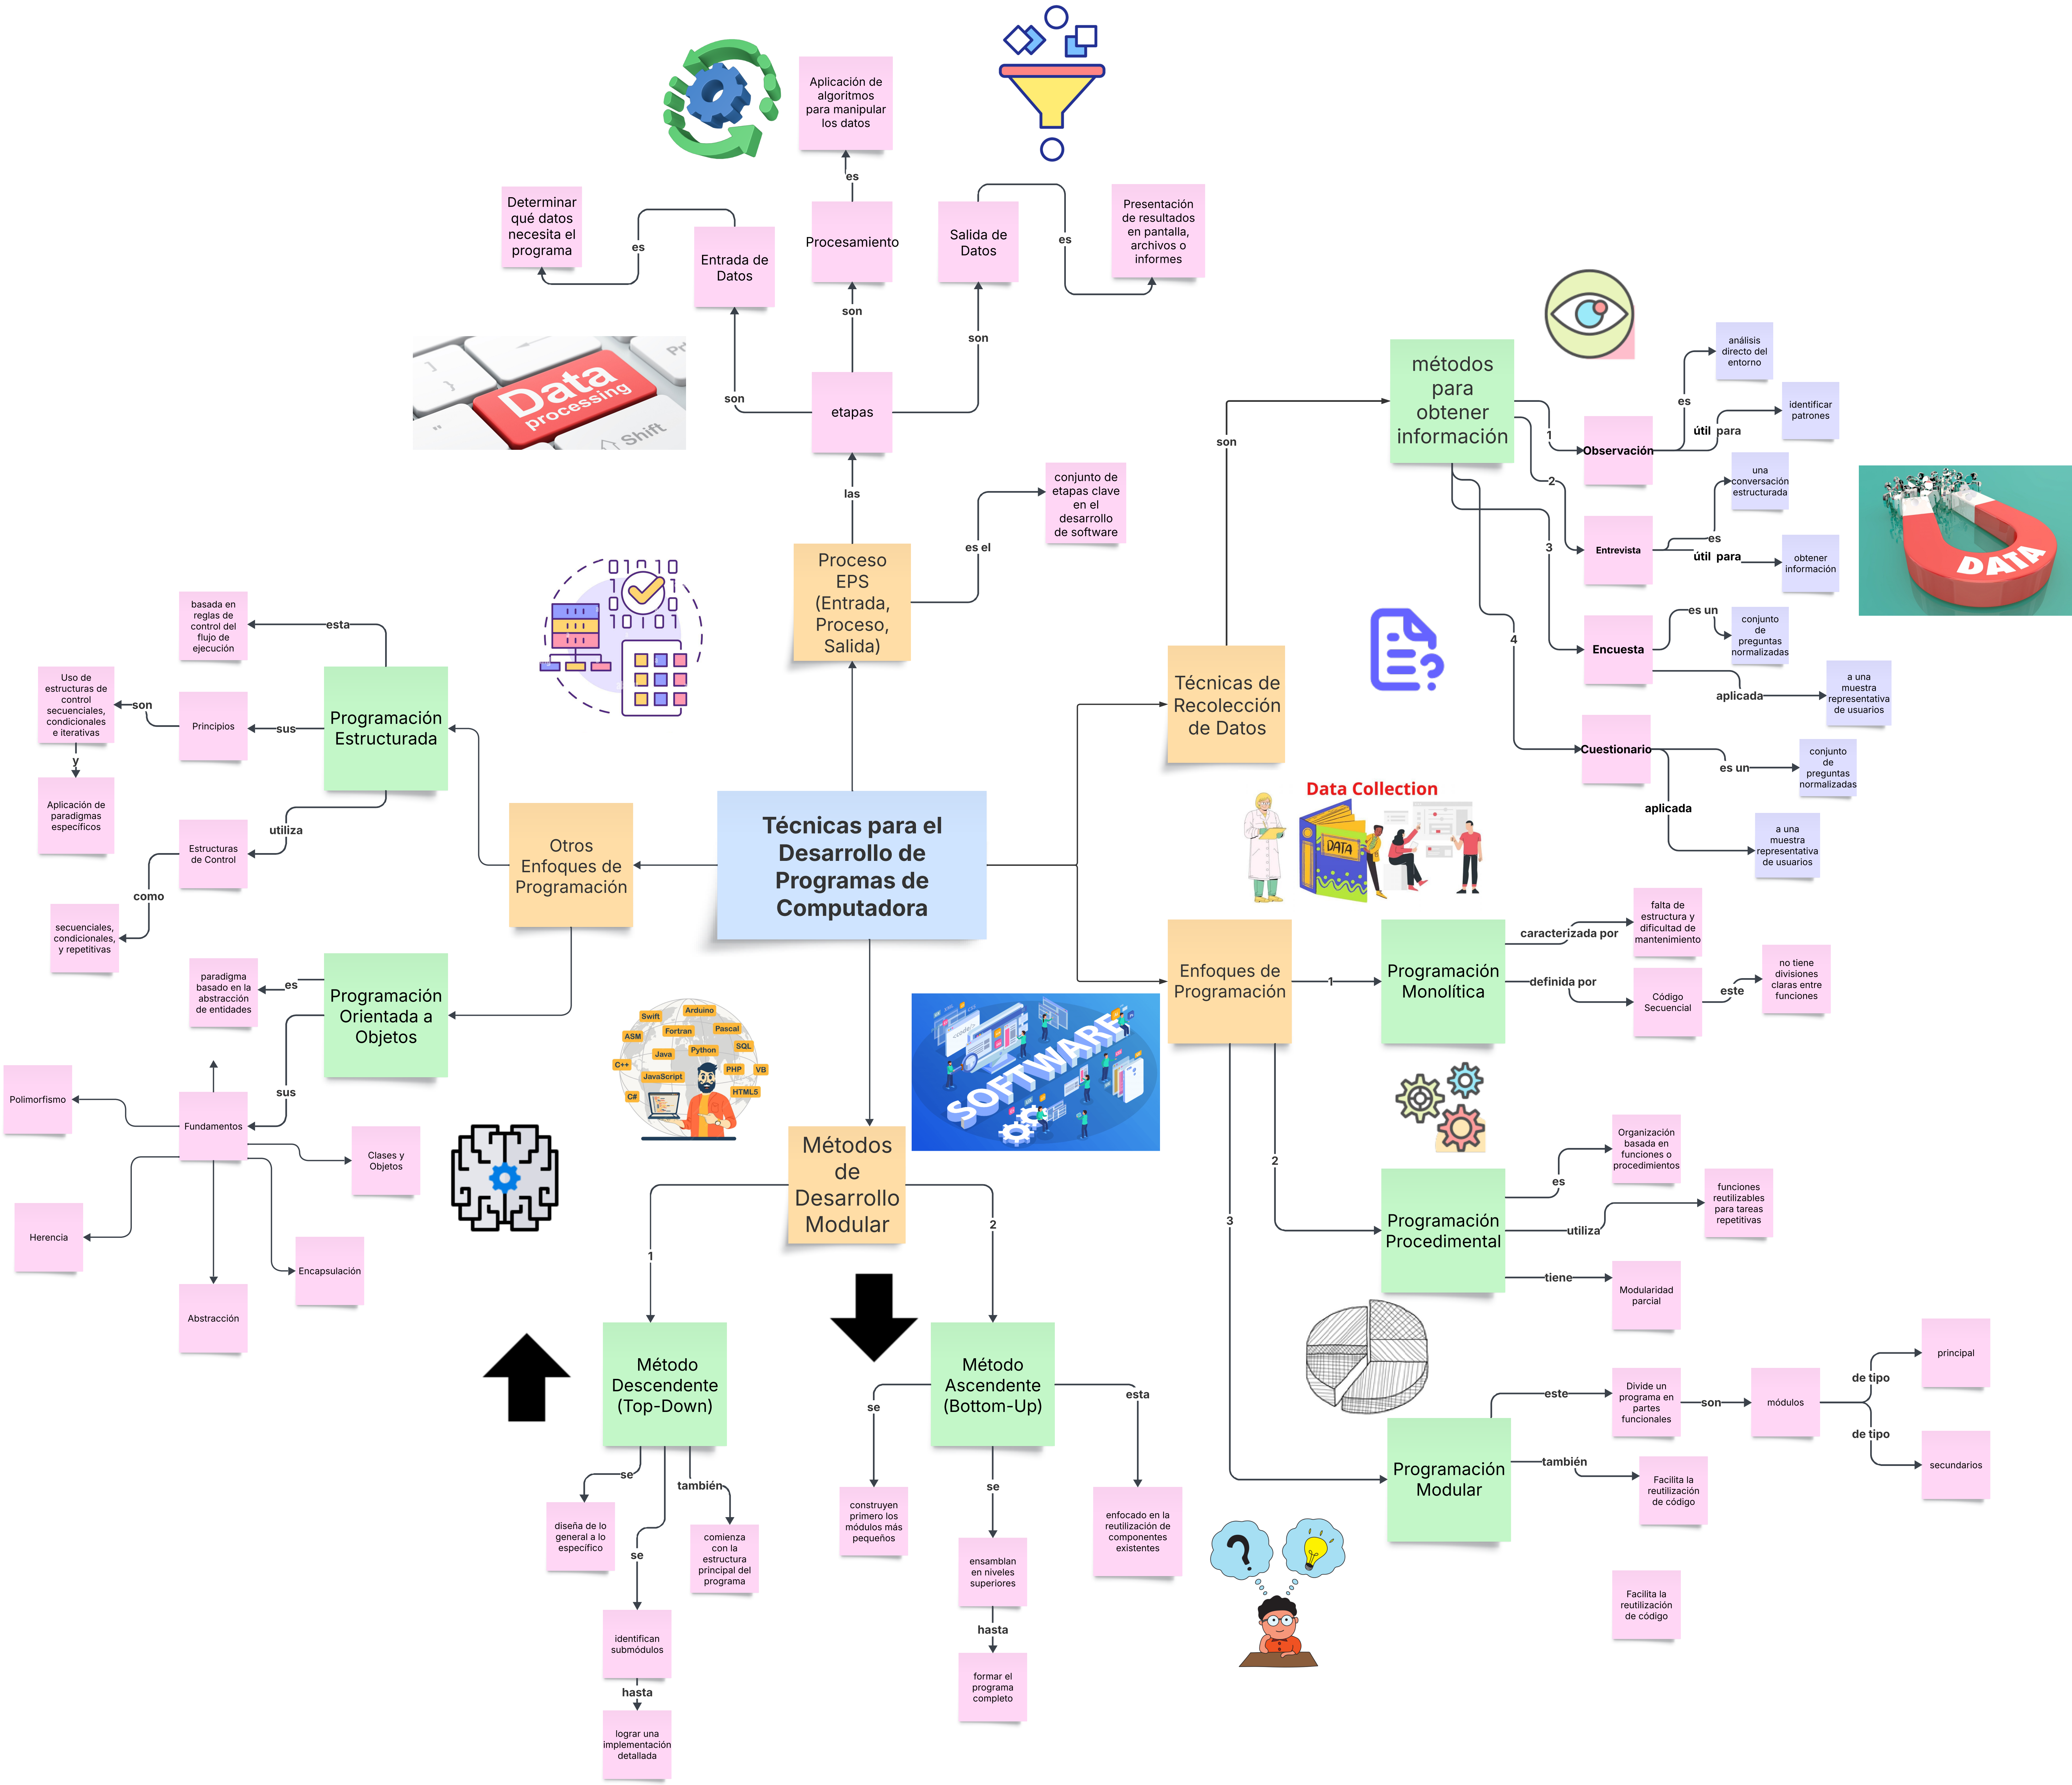 Aplicación de
algoritmos
para manipular
los datos
es
Determinar
qué datos
necesita el
programa
es
Entrada de
Datos
Procesamiento
Salida de
Datos
es
Presentación
de resultados
en pantalla,
archivos o
informes
son
son
son
etapas
Data
processing
Shift
las
conjunto de
etapas clave
en el
desarrollo
de software
es el
Proceso
EPS
(Entrada,
Proceso,
Salida)
Técnicas para el
Desarrollo de
Programas de
Computadora
son
métodos
para
obtener
información
Técnicas de
Recolección
de Datos
1
2
3
4
Observación
es
análisis
directo del
entorno
útil para
identificar
patrones
Entrevista
es
una
conversación
estructurada
útil para
obtener
información
Encuesta
es un
conjunto
de
preguntas
normalizadas
aplicada
a una
muestra
representativa
de usuarios
Cuestionario
es un
conjunto
de
preguntas
normalizadas
aplicada
a una
muestra
representativa
de usuarios
DATA
Data Collection
DATA
Otros
Enfoques de
Programación
Programación
Estructurada
esta
basada en
reglas de
control del
flujo de
ejecución
sus
Principios
son
Uso de
estructuras de
control
secuenciales,
condicionales
e iterativas
y
Aplicación de
paradigmas
específicos
utiliza
Estructuras
de Control
como
secuenciales,
condicionales,
y repetitivas
Programación
Orientada a
Objetos
es
paradigma
basado en la
abstracción
de entidades
sus
Fundamentos
Polimorfismo
Clases y
Objetos
Herencia
Encapsulación
Abstracción
Swift
Arduino
ASM
Fortran
Pascal
Java
Python
SQL
C++
JavaScript
PHP
VB
C#
HTML5
SOFTWARE
Enfoques de
Programación
1
2
3
Programación
Monolítica
caracterizada por
falta de
estructura y
dificultad de
mantenimiento
definida por
Código
Secuencial
este
no tiene
divisiones
claras entre
funciones
Programación
Procedimental
es
Organización
basada en
funciones o
procedimientos
utiliza
funciones
reutilizables
para tareas
repetitivas
tiene
Modularidad
parcial
Programación
Modular
este
Divide un
programa en
partes
funcionales
son
módulos
de tipo
principal
de tipo
secundarios
también
Facilita la
reutilización
de código
Facilita la
reutilización
de código
Métodos
de
Desarrollo
Modular
1
2
Método
Descendente
(Top-Down)
se
diseña de lo
general a lo
específico
se
identifican
submódulos
hasta
lograr una
implementación
detallada
también
comienza
con la
estructura
principal del
programa
Método
Ascendente
(Bottom-Up)
se
construyen
primero los
módulos más
pequeños
se
ensamblan
en niveles
superiores
hasta
formar el
programa
completo
esta
enfocado en la
reutilización de
componentes
existentes